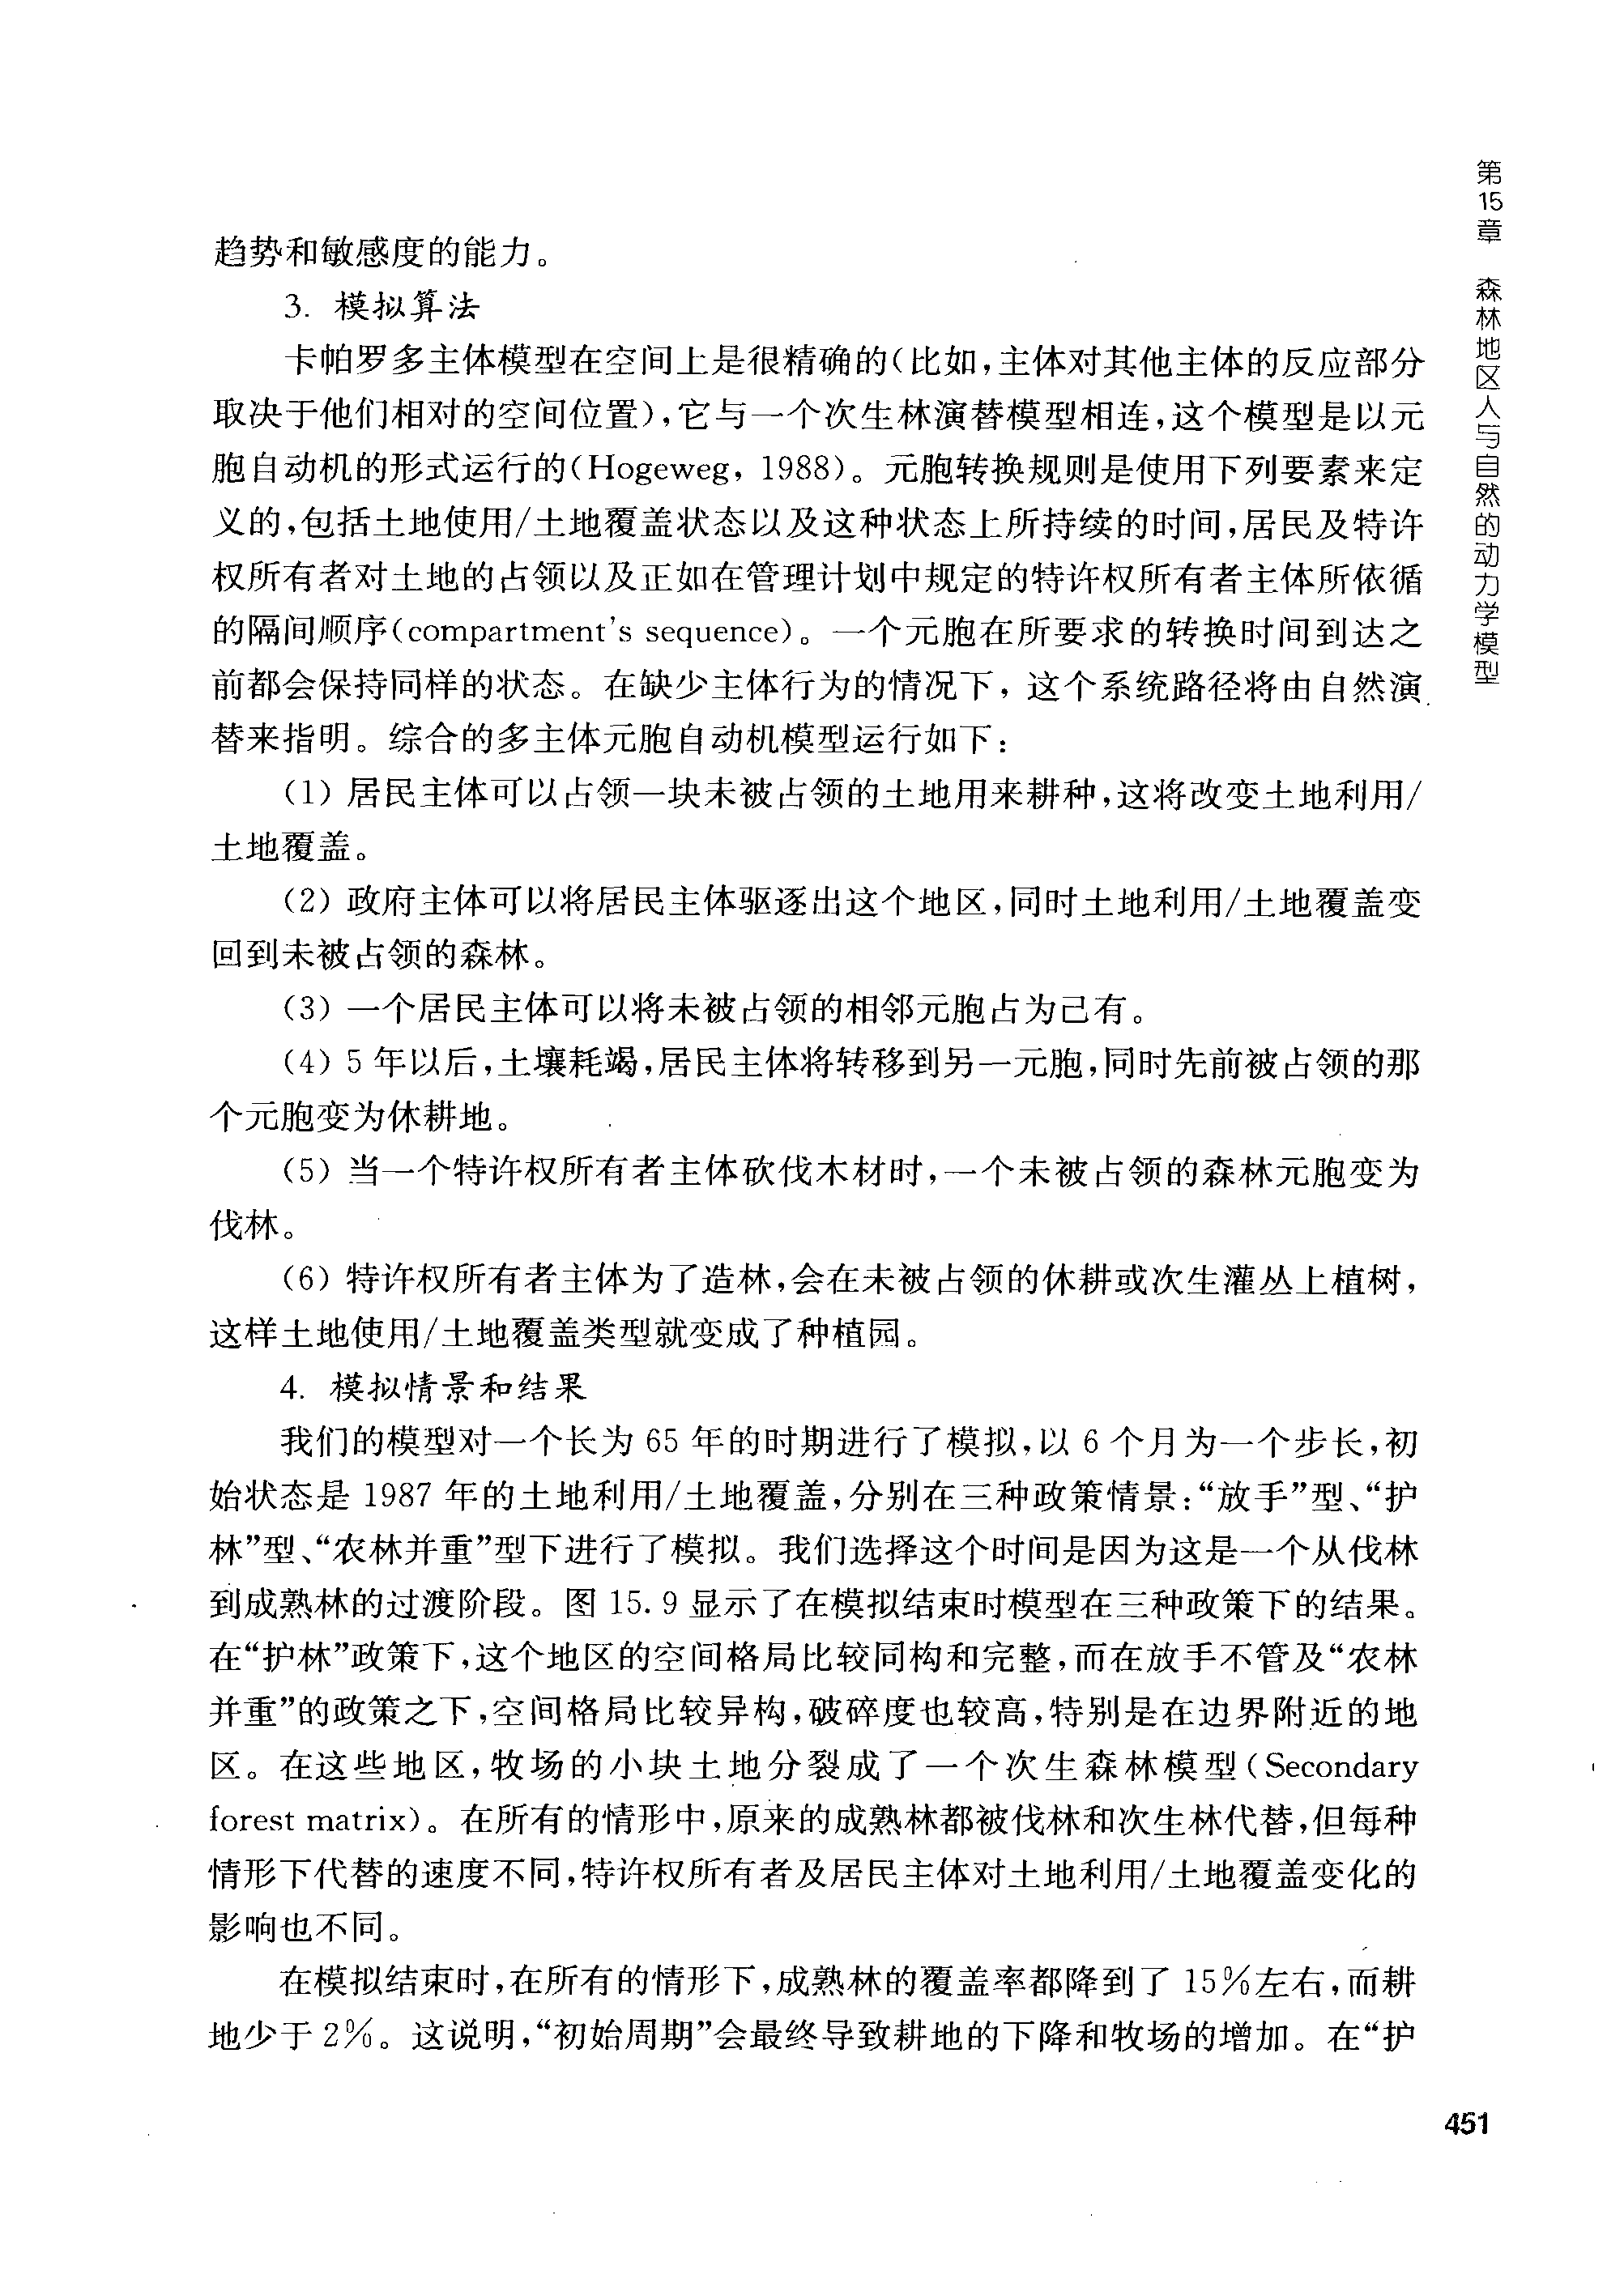 第15章 森林地区人与自然的动力学模型
趋势和敏感度的能力。
3. 模拟算法
卡帕罗多主体模型在空间上是很精确的(比如,主体对其他主体的反应部分
取决于他们相对的空间位置),它与一个次生林演替模型相连,这个模型是以元
胞自动机的形式运行的(Hogeweg, 1988)。元胞转换规则是使用下列要素来定
义的,包括土地使用/土地覆盖状态以及这种状态上所持续的时间,居民及特许
权所有者对土地的占领以及正如在管理计划中规定的特许权所有者主体所依循
的隔间顺序(compartment's sequence)。一个元胞在所要求的转换时间到达之
前都会保持同样的状态。在缺少主体行为的情况下,这个系统路径将由自然演
替来指明。综合的多主体元胞自动机模型运行如下:
(1) 居民主体可以占领一块未被占领的土地用来耕种,这将改变土地利用/
土地覆盖。
(2) 政府主体可以将居民主体驱逐出这个地区,同时土地利用/土地覆盖变
回到未被占领的森林。
(3) 一个居民主体可以将未被占领的相邻元胞占为己有。
(4) 5 年以后,土壤耗竭,居民主体将转移到另一元胞,同时先前被占领的那
个元胞变为休耕地。
(5) 当一个特许权所有者主体砍伐木材时,一个未被占领的森林元胞变为
伐林。
(6) 特许权所有者主体为了造林,会在未被占领的休耕或次生灌丛上植树,
这样土地使用/土地覆盖类型就变成了种植园。
4. 模拟情景和结果
我们的模型对一个长为 65 年的时期进行了模拟,以 6 个月为一个步长,初
始状态是 1987 年的土地利用/土地覆盖,分别在三种政策情景:“放手”型、“护
林”型、“农林并重”型下进行了模拟。我们选择这个时间是因为这是一个从伐林
到成熟林的过渡阶段。图 15.9 显示了在模拟结束时模型在三种政策下的结果。
在“护林”政策下,这个地区的空间格局比较同构和完整,而在放手不管及“农林
并重”的政策之下,空间格局比较异构,破碎度也较高,特别是在边界附近的地
区。在这些地区,牧场的小块土地分裂成了一个次生森林模型(Secondary
forest matrix)。在所有的情形中,原来的成熟林都被伐林和次生林代替,但每种
情形下代替的速度不同,特许权所有者及居民主体对土地利用/土地覆盖变化的
影响也不同。
在模拟结束时,在所有的情形下,成熟林的覆盖率都降到了 15%左右,而耕
地少于 2%。这说明,“初始周期”会最终导致耕地的下降和牧场的增加。在“护
451